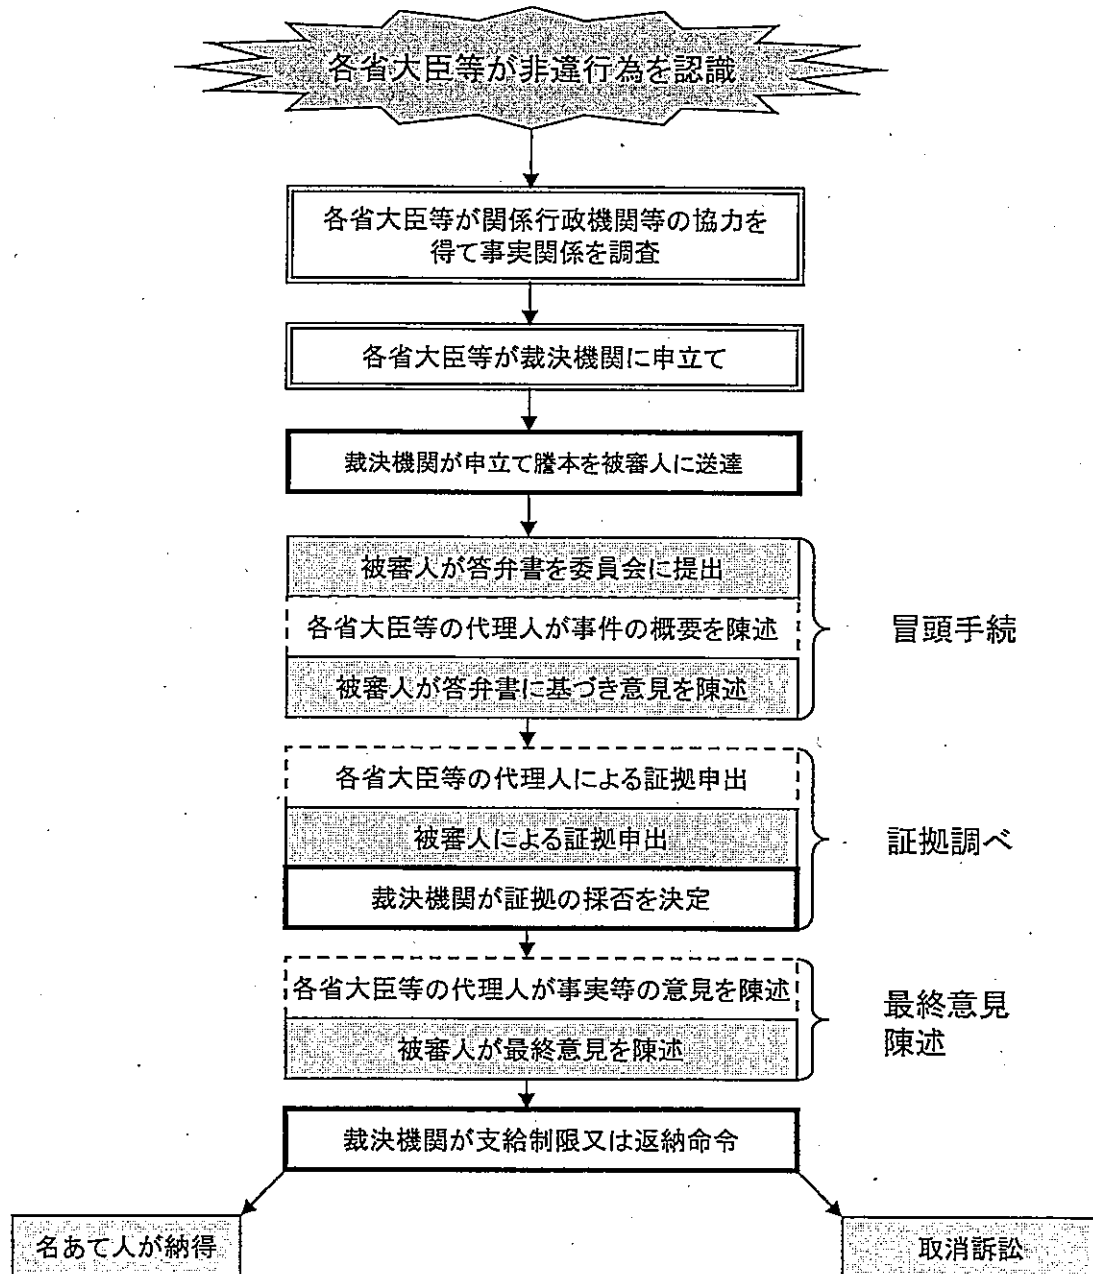 各省大臣等が非違行為を認識
各省大臣等が関係行政機関等の協力を
得て事実関係を調査
各省大臣等が裁決機関に申立て
裁決機関が申立て謄本を被審人に送達
被審人が答弁書を委員会に提出
各省大臣等の代理人が事件の概要を陳述
被審人が答弁書に基づき意見を陳述
冒頭手続
各省大臣等の代理人による証拠申出
被審人による証拠申出
裁決機関が証拠の採否を決定
証拠調べ
各省大臣等の代理人が事実等の意見を陳述
被審人が最終意見を陳述
最終意見
陳述
裁決機関が支給制限又は返納命令
名あて人が納得
取消訴訟